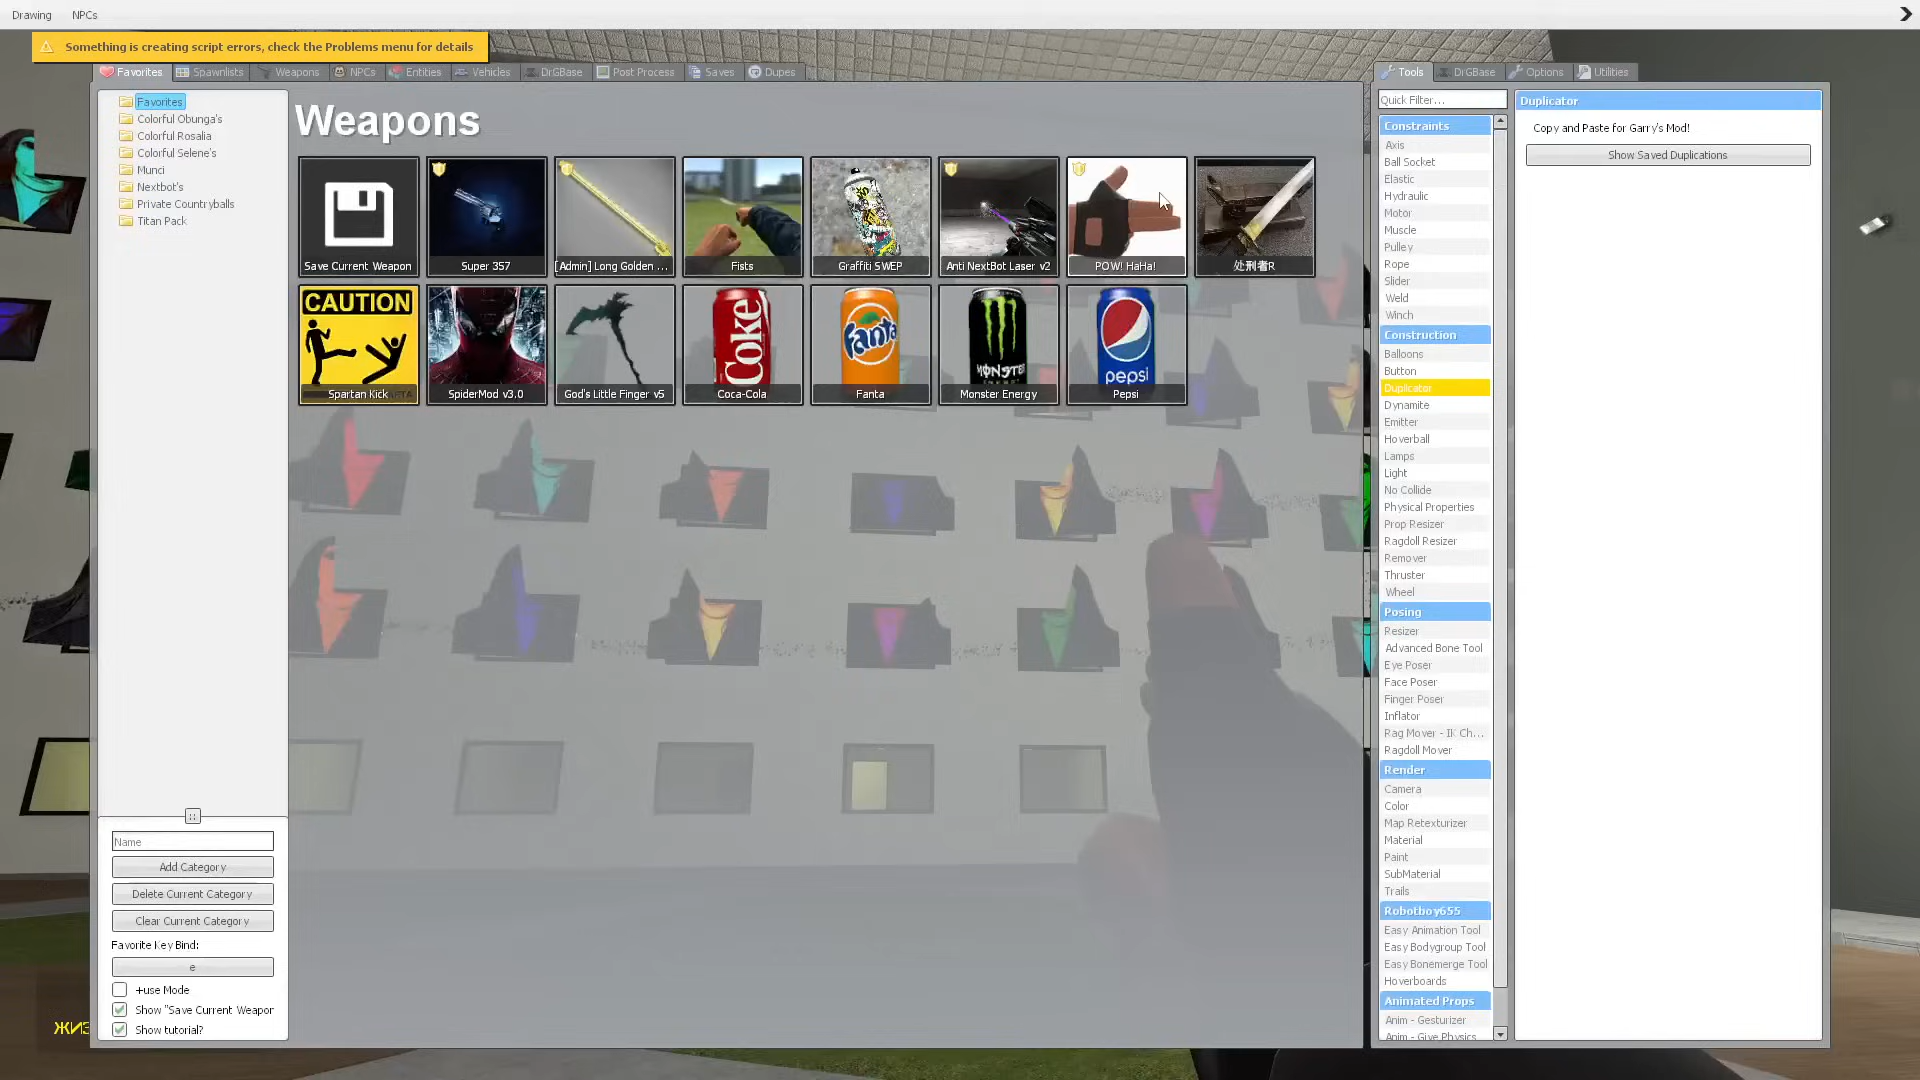 Drawing NPCs
Something is creating script errors, check the Problems menu for details
Favorites Spawnlists Weapons NPCs Entities Vehicles DrGBase Post Process Saves Dupes
Favorites
Colorful Obunga's
Colorful Rosalia
Colorful Selene's
Munci
Nextbot's
Private Countryballs
Titan Pack
Name
Add Category
Delete Current Category
Clear Current Category
Favorite Key Bind:
e
+use Mode
Show "Save Current Weapor
Show tutorial?
ЖИЗ
Weapons
Save Current Weapon
Super 357
[Admin] Long Golden ...
Fists
Graffiti SWEP
Anti NextBot Laser v2
POW! HaHa!
处刑者R
CAUTION
Spartan Kick
SpiderMod v3.0
God's Little Finger v5
Coke
Coca-Cola
Fanta
Fanta
MONSTER
Monster Energy
pepsi
Pepsi
Tools DrGBase Options Utilities
Quick Filter...
Constraints
Axis
Ball Socket
Elastic
Hydraulic
Motor
Muscle
Pulley
Rope
Slider
Weld
Winch
Construction
Balloons
Button
Duplicator
Dynamite
Emitter
Hoverball
Lamps
Light
No Collide
Physical Properties
Prop Resizer
Ragdoll Resizer
Remover
Thruster
Wheel
Posing
Resizer
Advanced Bone Tool
Eye Poser
Face Poser
Finger Poser
Inflator
Rag Mover - IK Ch...
Ragdoll Mover
Render
Camera
Color
Map Retexturizer
Material
Paint
SubMaterial
Trails
Robotboy655
Easy Animation Tool
Easy Bodygroup Tool
Easy Bonemerge Tool
Hoverboards
Animated Props
Anim - Gesturizer
Anim - Give Physics
Duplicator
Copy and Paste for Garry's Mod!
Show Saved Duplications